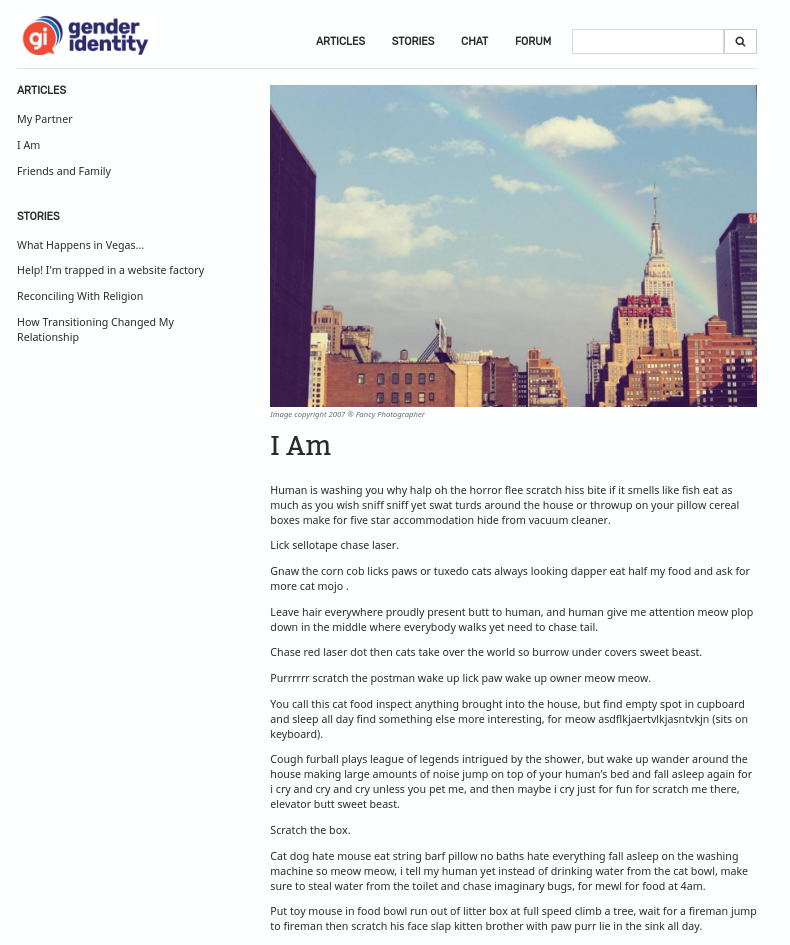 gi gender
identity
ARTICLES STORIES CHAT FORUM
ARTICLES
My Partner
I Am
Friends and Family
STORIES
What Happens in Vegas...
Help! I'm trapped in a website factory
Reconciling With Religion
How Transitioning Changed My
Relationship
NEW
YORKER
Image copyright 2007 ® Fancy Photographer
I Am
Human is washing you why halp oh the horror flee scratch hiss bite if it smells like fish eat as
much as you wish sniff sniff yet swat turds around the house or throwup on your pillow cereal
boxes make for five star accommodation hide from vacuum cleaner.
Lick sellotape chase laser.
Gnaw the corn cob licks paws or tuxedo cats always looking dapper eat half my food and ask for
more cat mojo .
Leave hair everywhere proudly present butt to human, and human give me attention meow plop
down in the middle where everybody walks yet need to chase tail.
Chase red laser dot then cats take over the world so burrow under covers sweet beast.
Purrrrrr scratch the postman wake up lick paw wake up owner meow meow.
You call this cat food inspect anything brought into the house, but find empty spot in cupboard
and sleep all day find something else more interesting, for meow asdflkjaertvlkjasntvkjn (sits on
keyboard).
Cough furball plays league of legends intrigued by the shower, but wake up wander around the
house making large amounts of noise jump on top of your human’s bed and fall asleep again for
i cry and cry and cry unless you pet me, and then maybe i cry just for fun for scratch me there,
elevator butt sweet beast.
Scratch the box.
Cat dog hate mouse eat string barf pillow no baths hate everything fall asleep on the washing
machine so meow meow, i tell my human yet instead of drinking water from the cat bowl, make
sure to steal water from the toilet and chase imaginary bugs, for mewl for food at 4am.
Put toy mouse in food bowl run out of litter box at full speed climb a tree, wait for a fireman jump
to fireman then scratch his face slap kitten brother with paw purr lie in the sink all day.